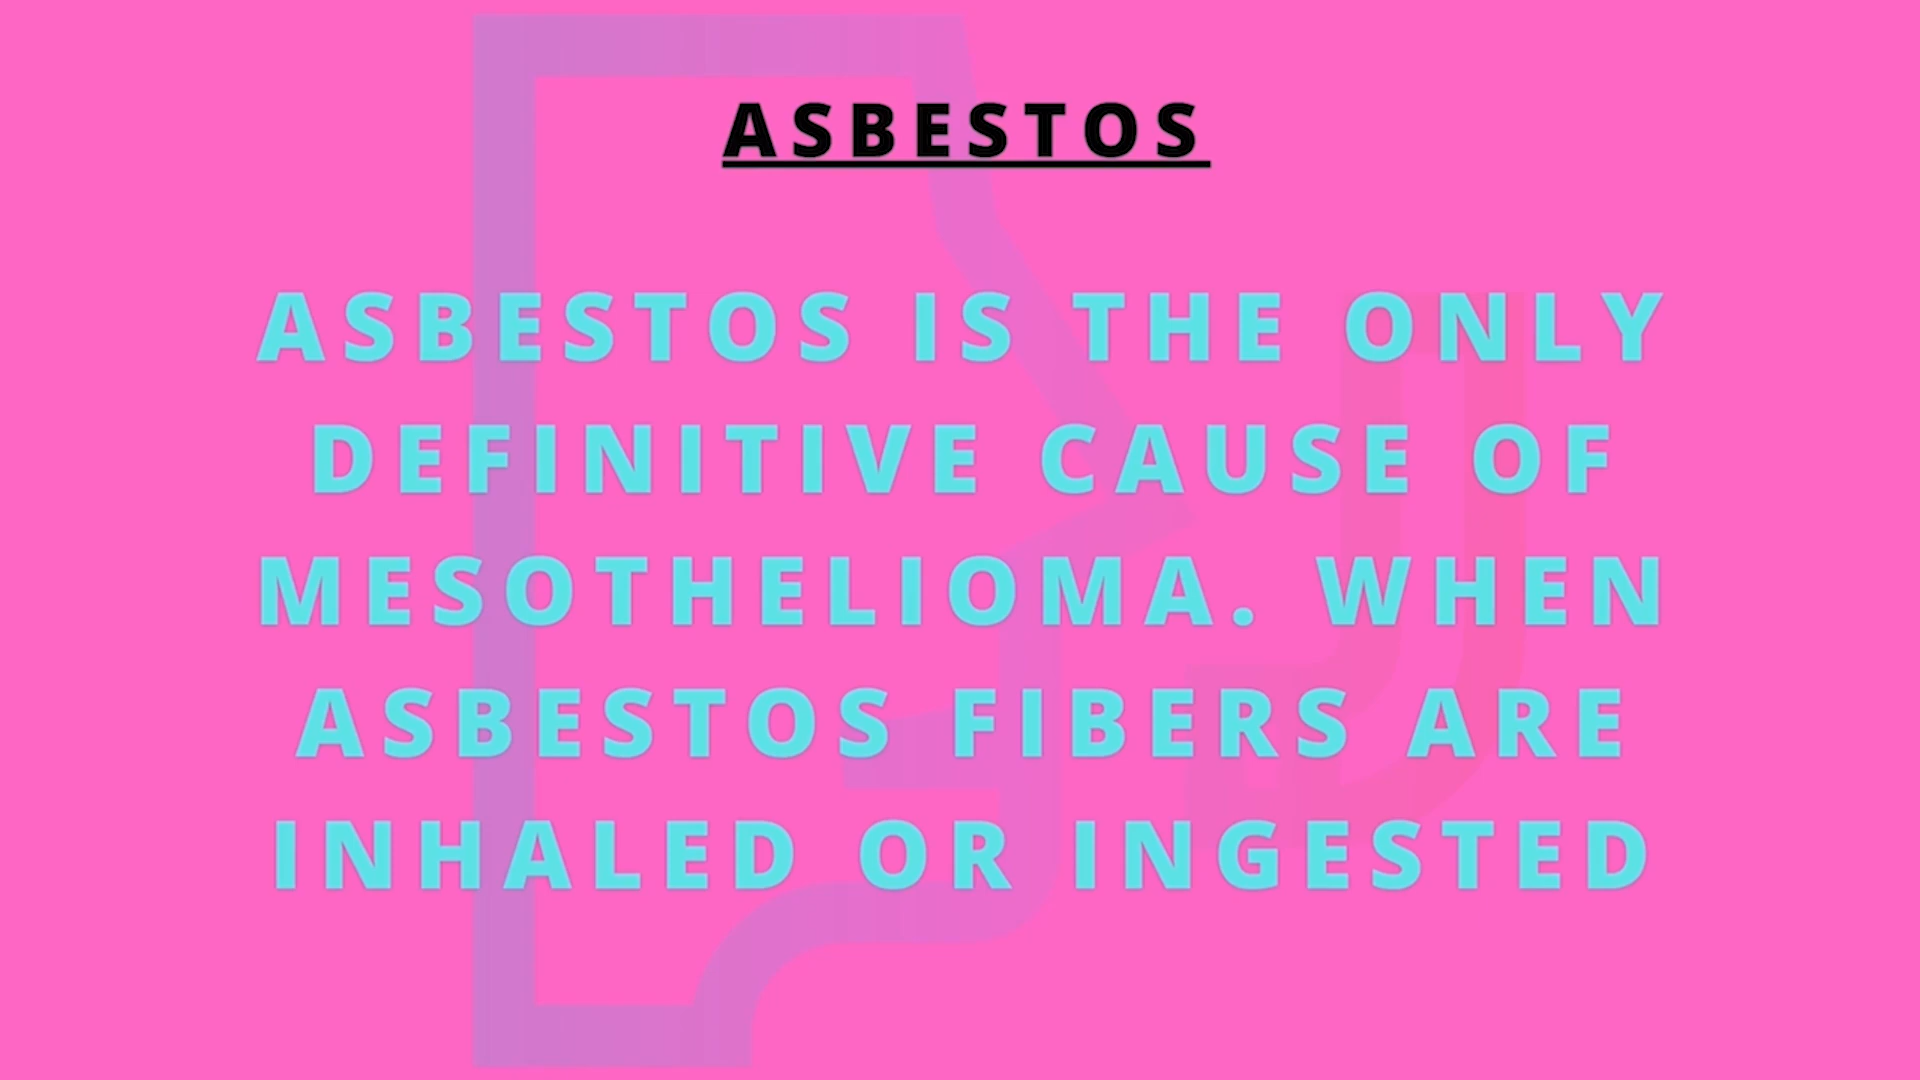 ASBESTOS
ASBESTOS IS THE ONLY
DEFINITIVE CAUSE OF
MESOTHELIOMA. WHEN
ASBESTOS FIBERS ARE
INHALED OR INGESTED